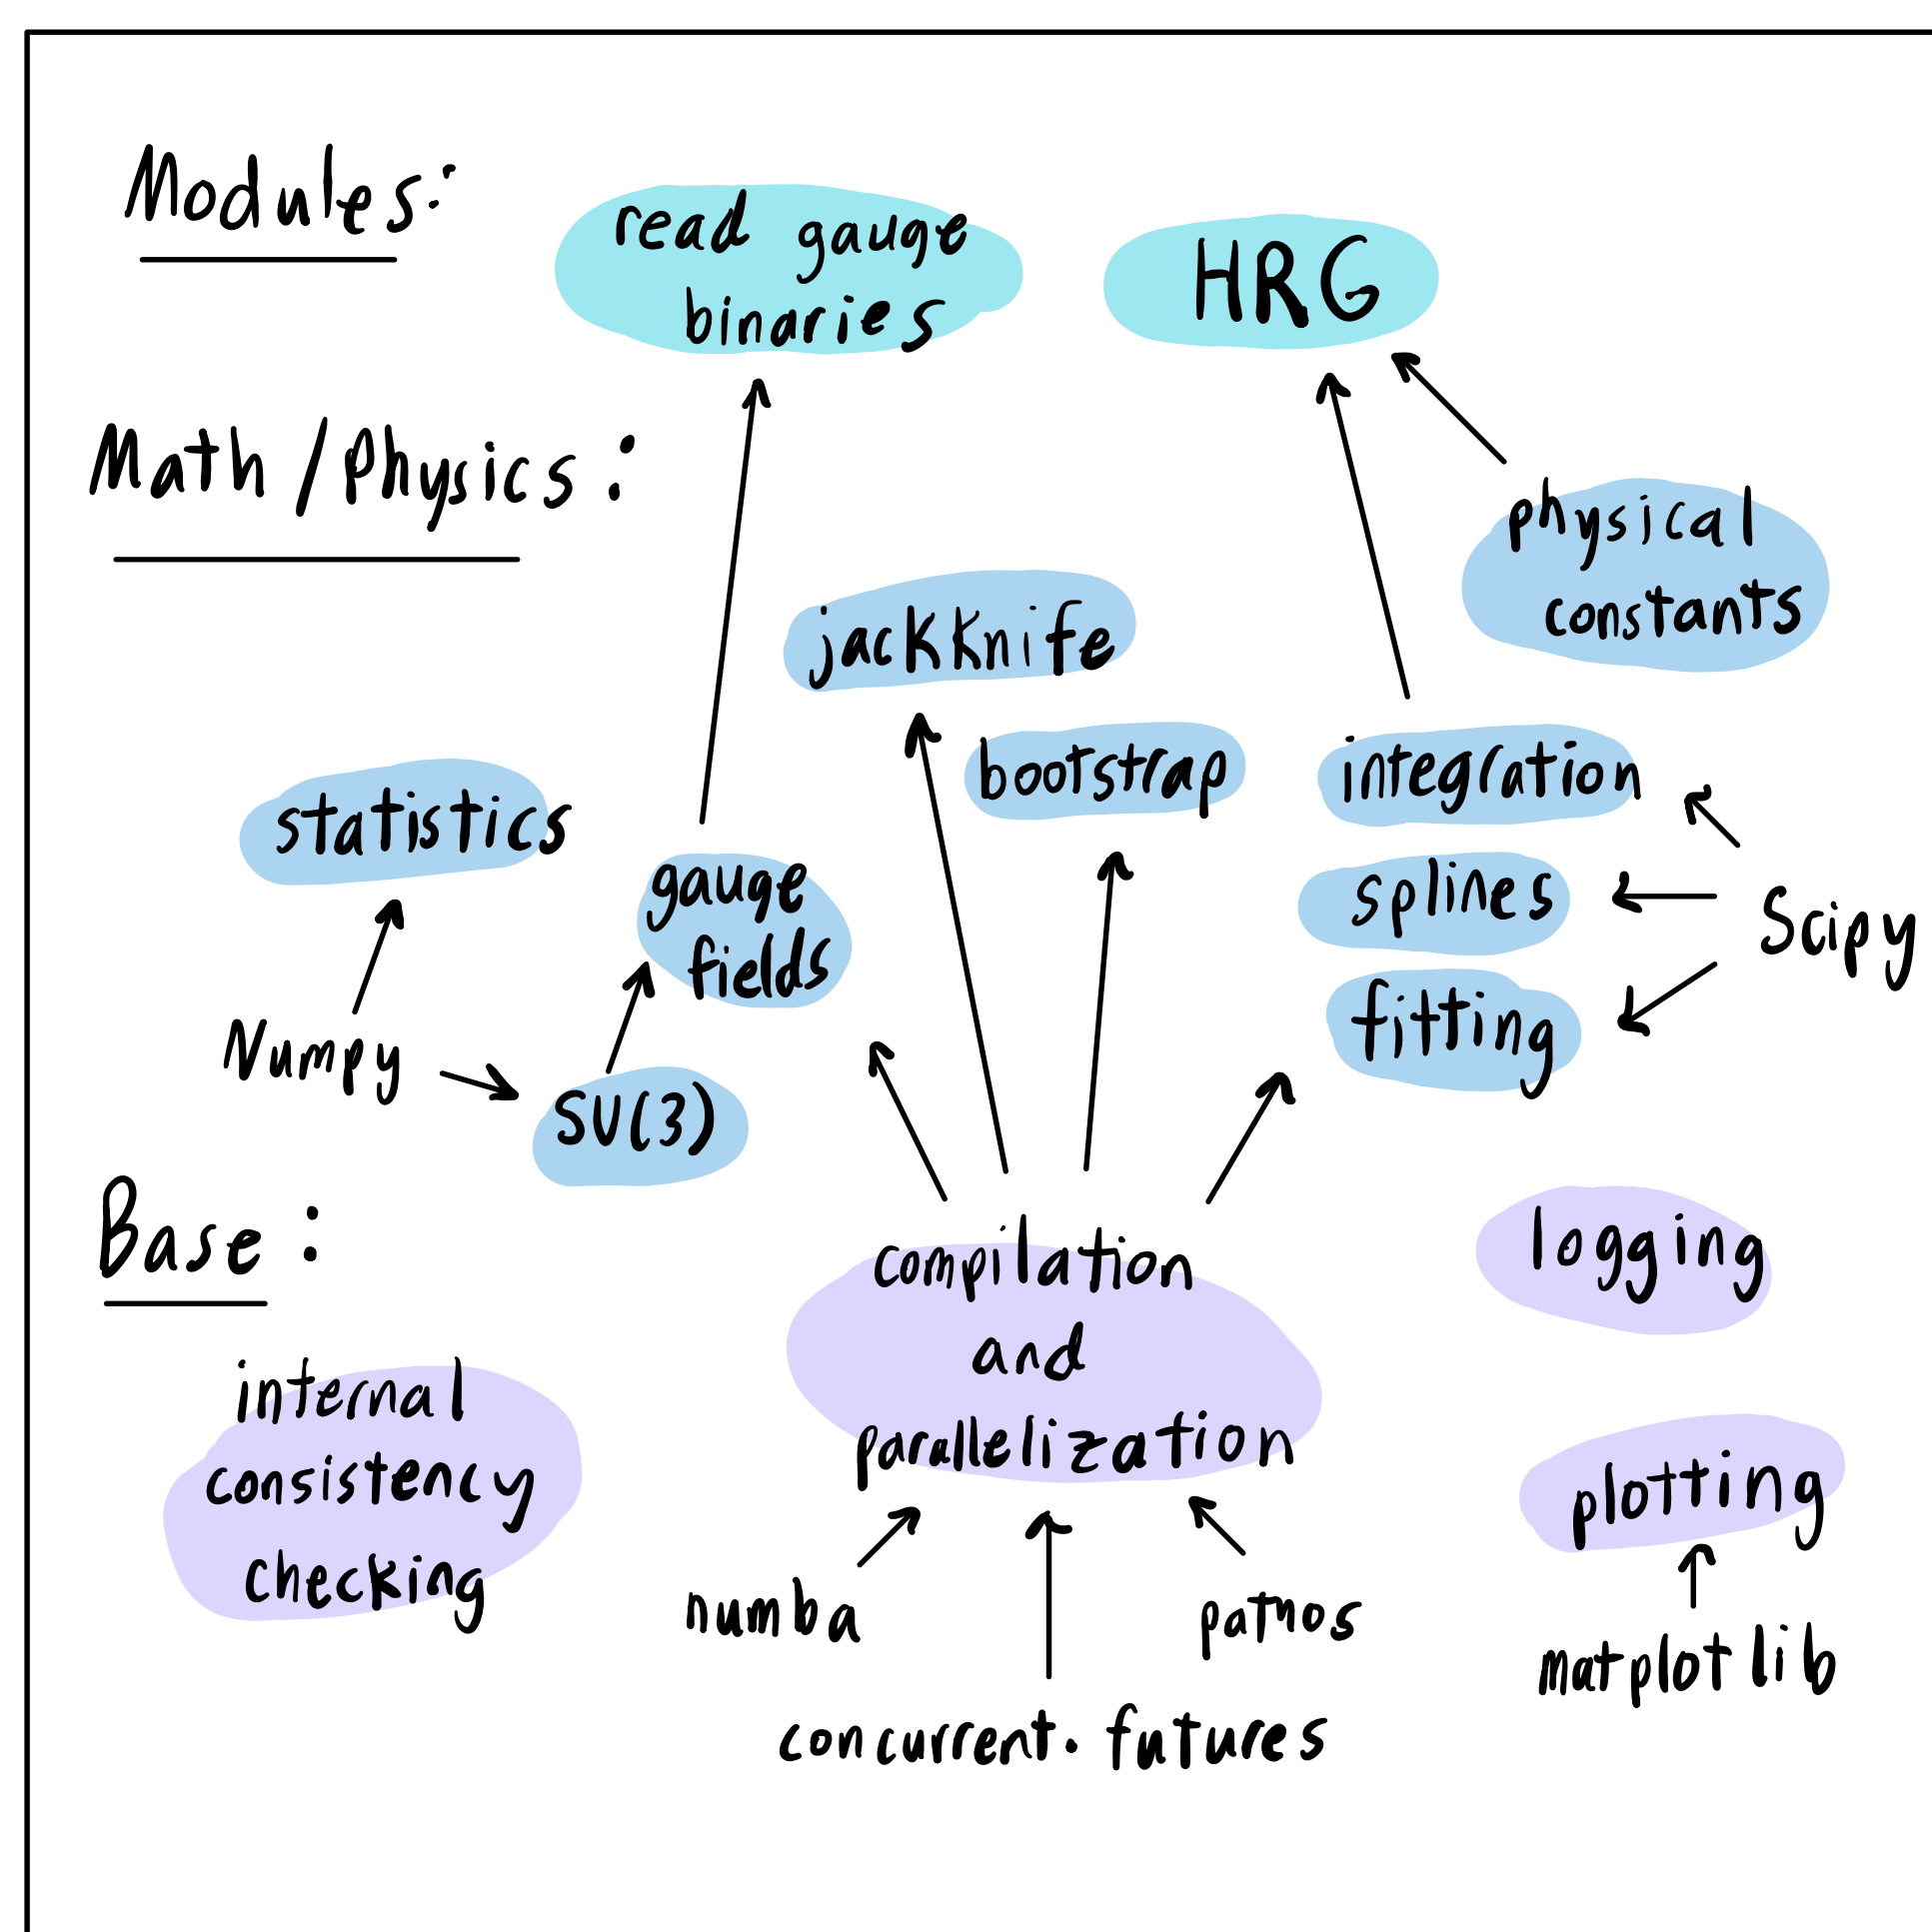 Modules:
read gauge
binaries
HRG
Math/Physics:
physical
constants
jackknife
bootstrap
integration
statistics
gauge
fields
splines
scipy
fitting
Numpy
SU(3)
Base:
compilation
and
parallelization
logging
internal
consistency
checking
plotting
numba
pathos
matplotlib
concurrent.futures